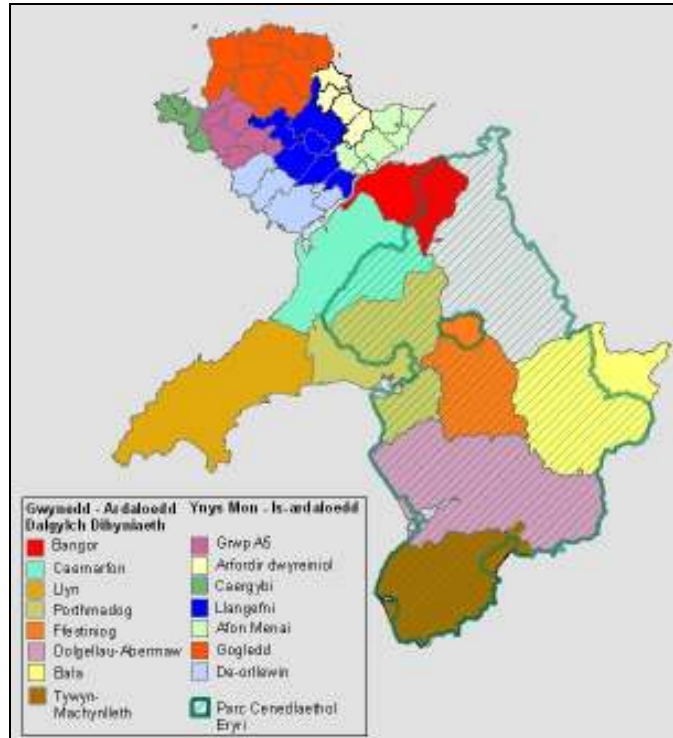 Gwynedd - Ardaloedd
Dalgylch Dibyniaeth
Bangor
Caernarfon
Llyn
Porthmadog
Ffestiniog
Dolgellau-Abermaw
Bala
Tywyn-
Machynlleth
Ynys Mon - Is-ardaloedd
Grwp A5
Arfordir dwyreiniol
Caergybi
Llangefni
Afon Menai
Gogledd
De-orllewin
Parc Cenedlaethol
Eryri